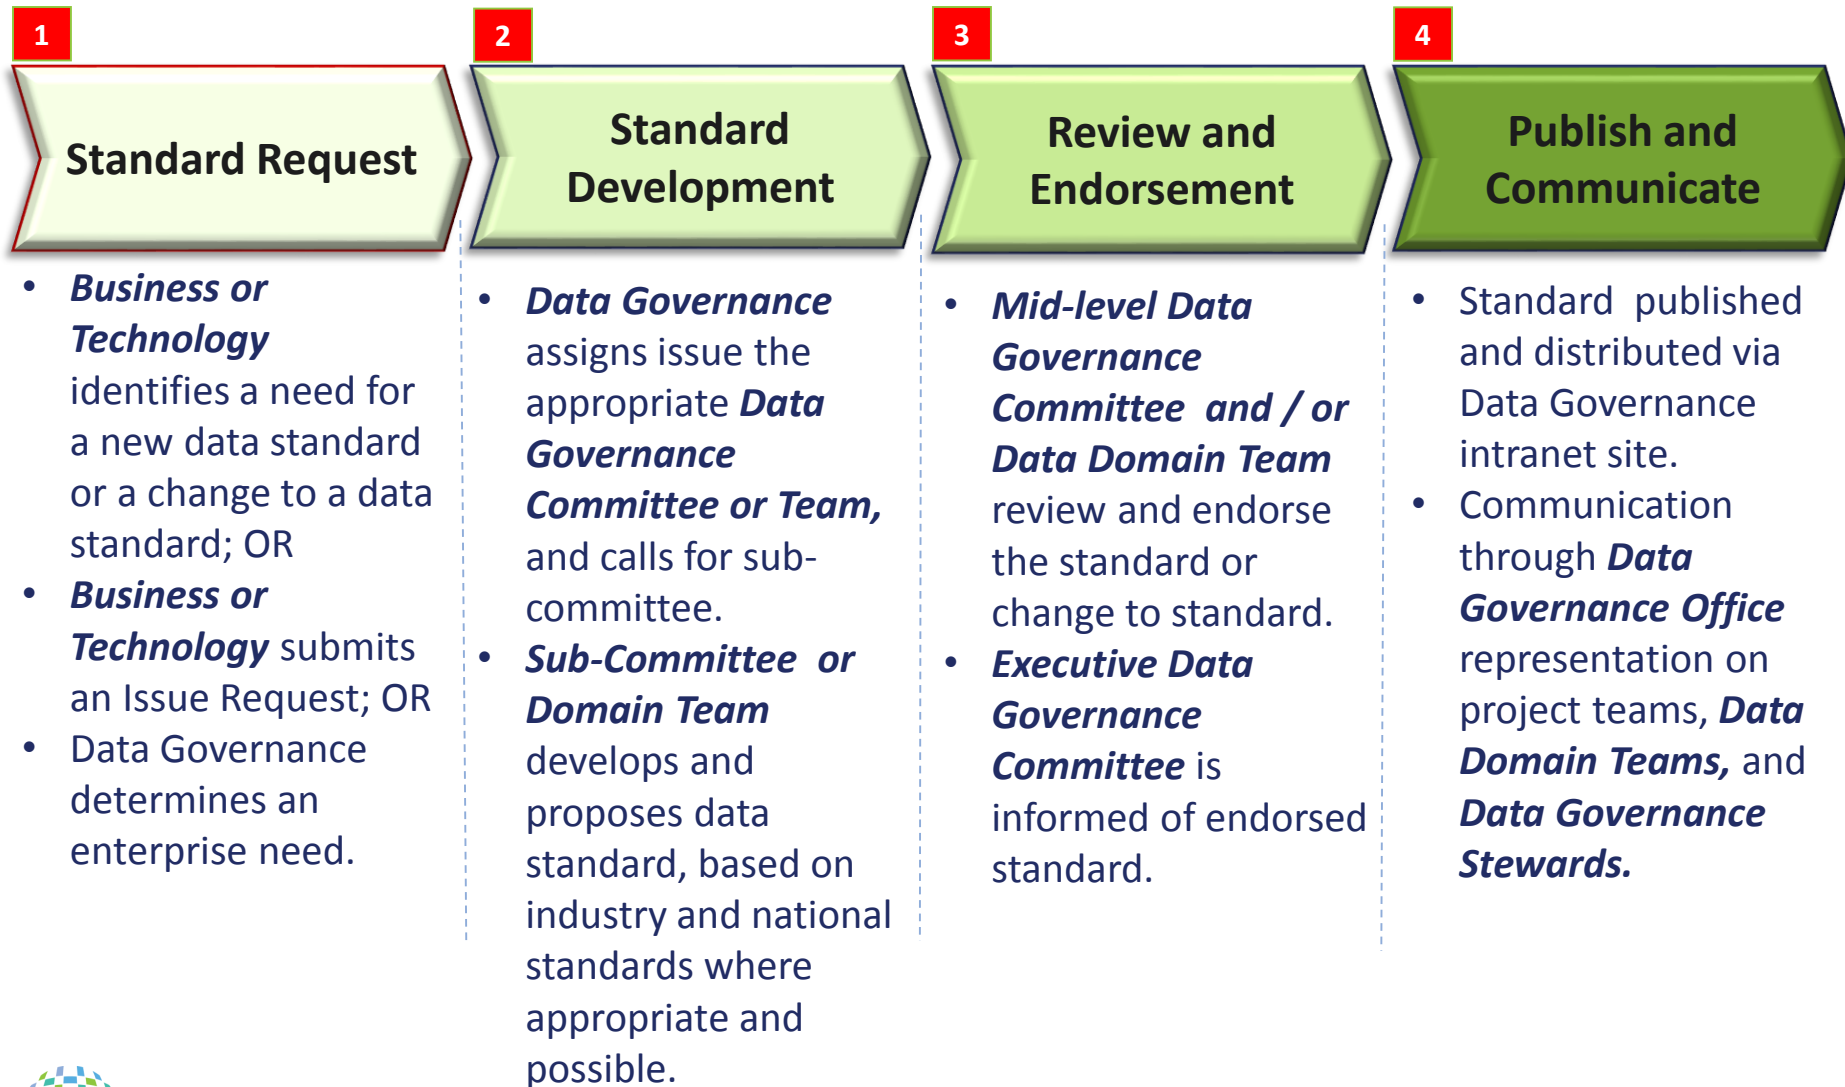 1
Standard Request
• Business or
Technology
identifies a need for
a new data standard
or a change to a data
standard; OR
• Business or
Technology submits
an Issue Request; OR
• Data Governance
determines an
enterprise need.
2
Standard
Development
• Data Governance
assigns issue the
appropriate Data
Governance
Committee or Team,
and calls for sub-
committee.
• Sub-Committee or
Domain Team
develops and
proposes data
standard, based on
industry and national
standards where
appropriate and
possible.
3
Review and
Endorsement
• Mid-level Data
Governance
Committee and / or
Data Domain Team
review and endorse
the standard or
change to standard.
• Executive Data
Governance
Committee is
informed of endorsed
standard.
4
Publish and
Communicate
• Standard published
and distributed via
Data Governance
intranet site.
• Communication
through Data
Governance Office
representation on
project teams, Data
Domain Teams, and
Data Governance
Stewards.